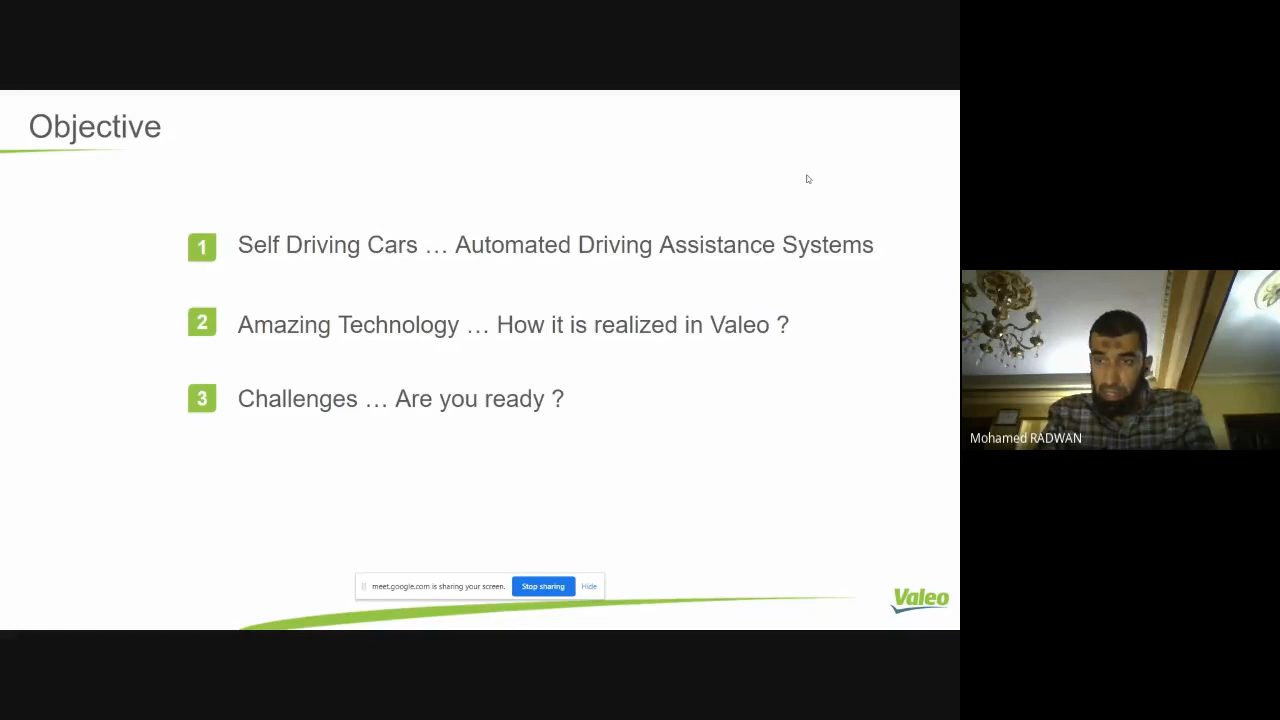 Objective
1 Self Driving Cars … Automated Driving Assistance Systems
2 Amazing Technology … How it is realized in Valeo ?
3 Challenges … Are you ready ?
Mohamed RADWAN
meet.google.com is sharing your screen. Stop sharing Hide
Valeo